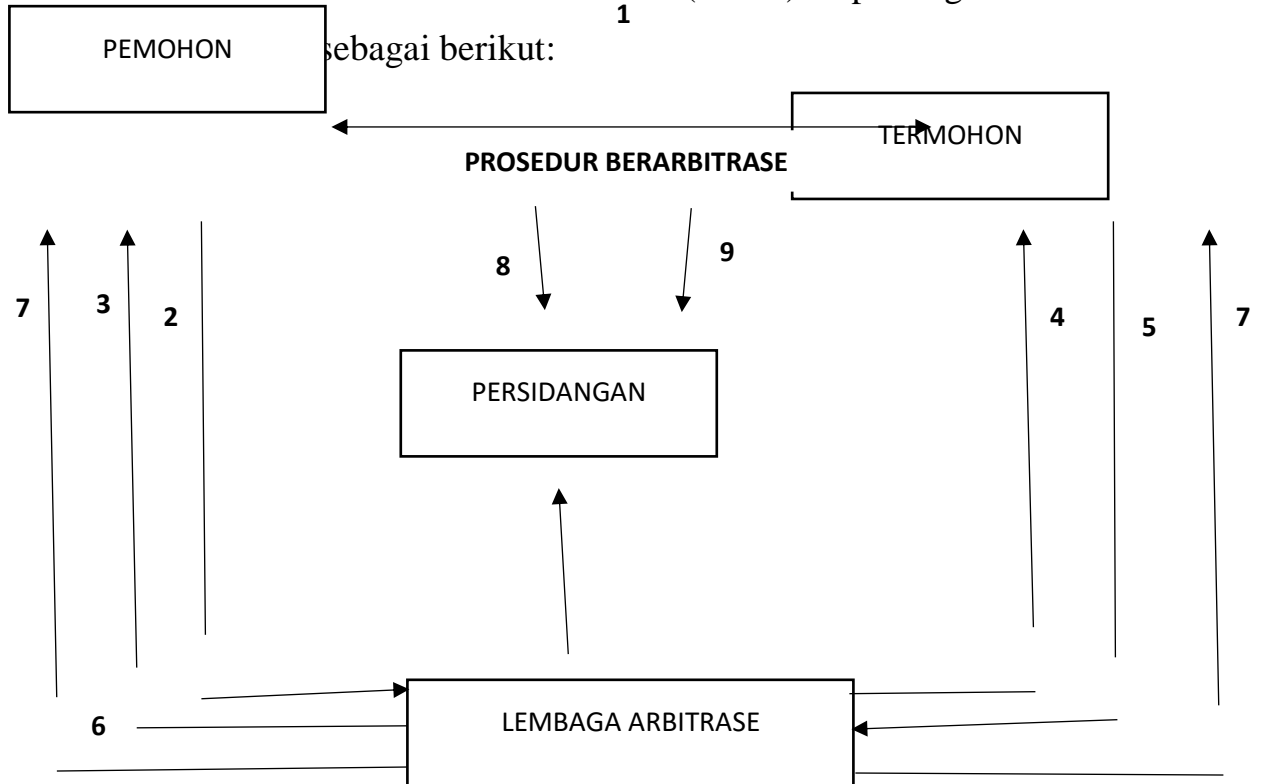 1
PEMOHON
sebagai berikut:
TERMOHON
PROSEDUR BERARBITRASE
8
9
7
3
2
4
5
7
PERSIDANGAN
6
LEMBAGA ARBITRASE